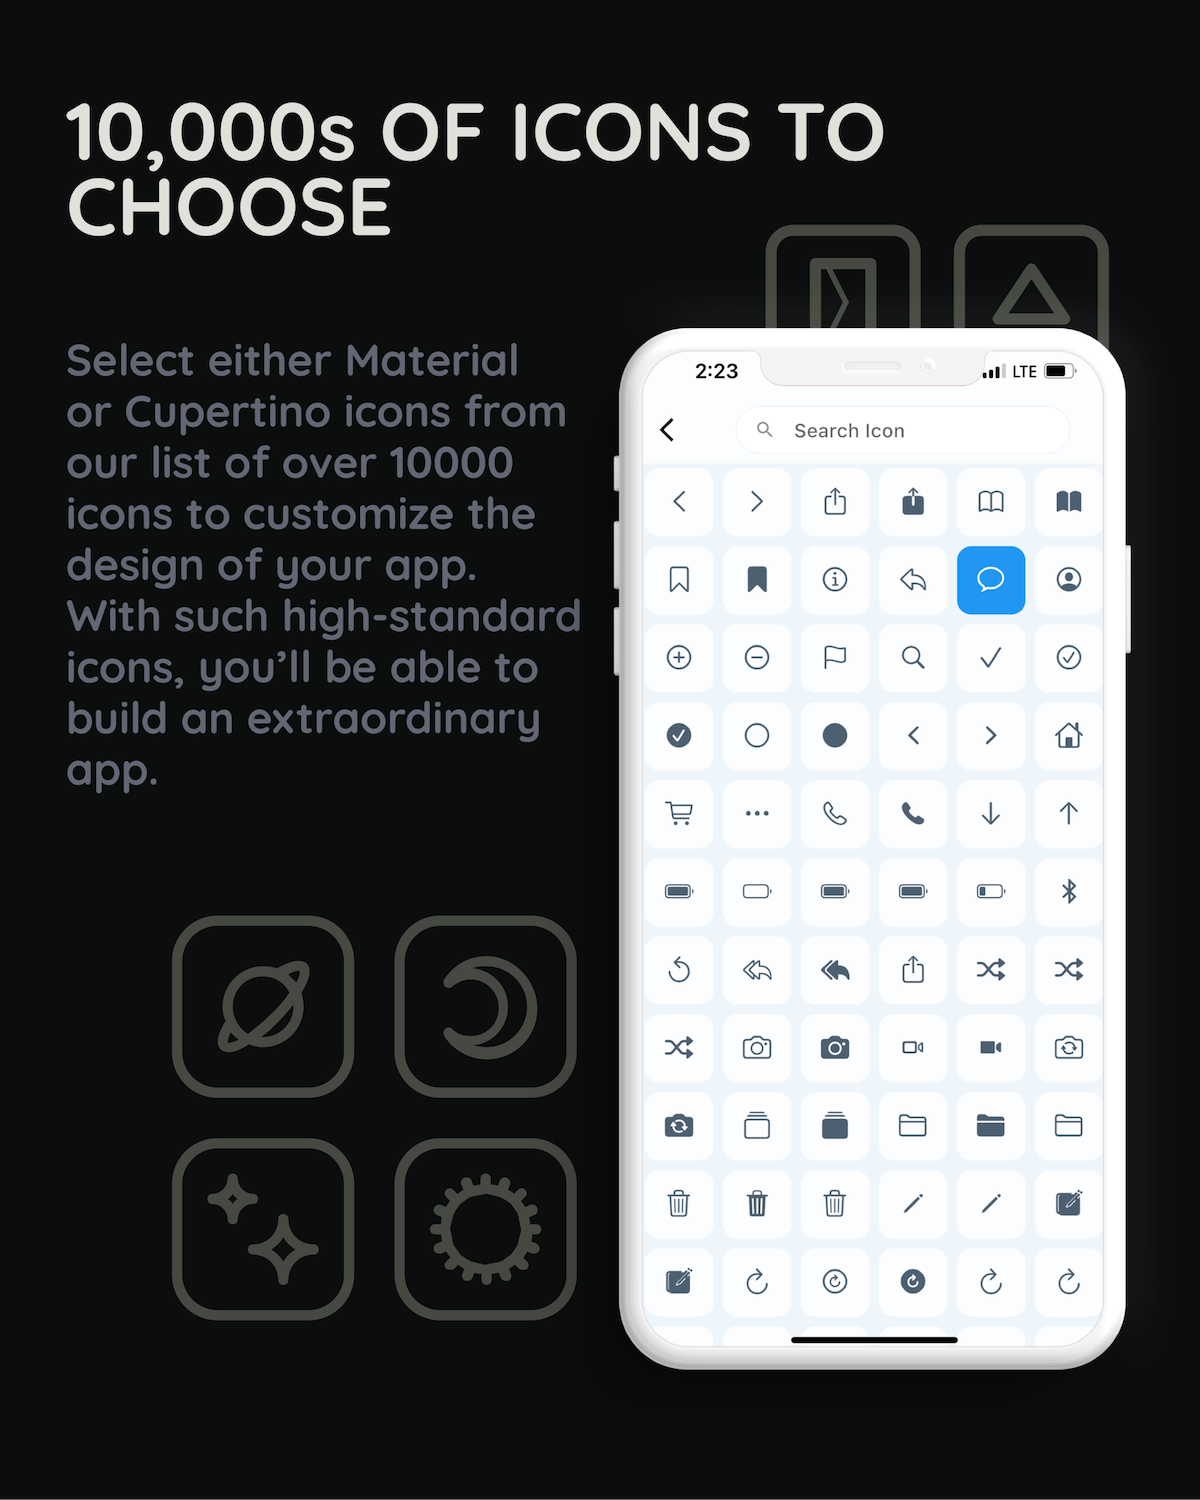 10,000s OF ICONS TO
CHOOSE
Select either Material
or Cupertino icons from
our list of over 10000
icons to customize the
design of your app.
With such high-standard
icons, you’ll be able to
build an extraordinary
app.
2:23
LTE
Search Icon